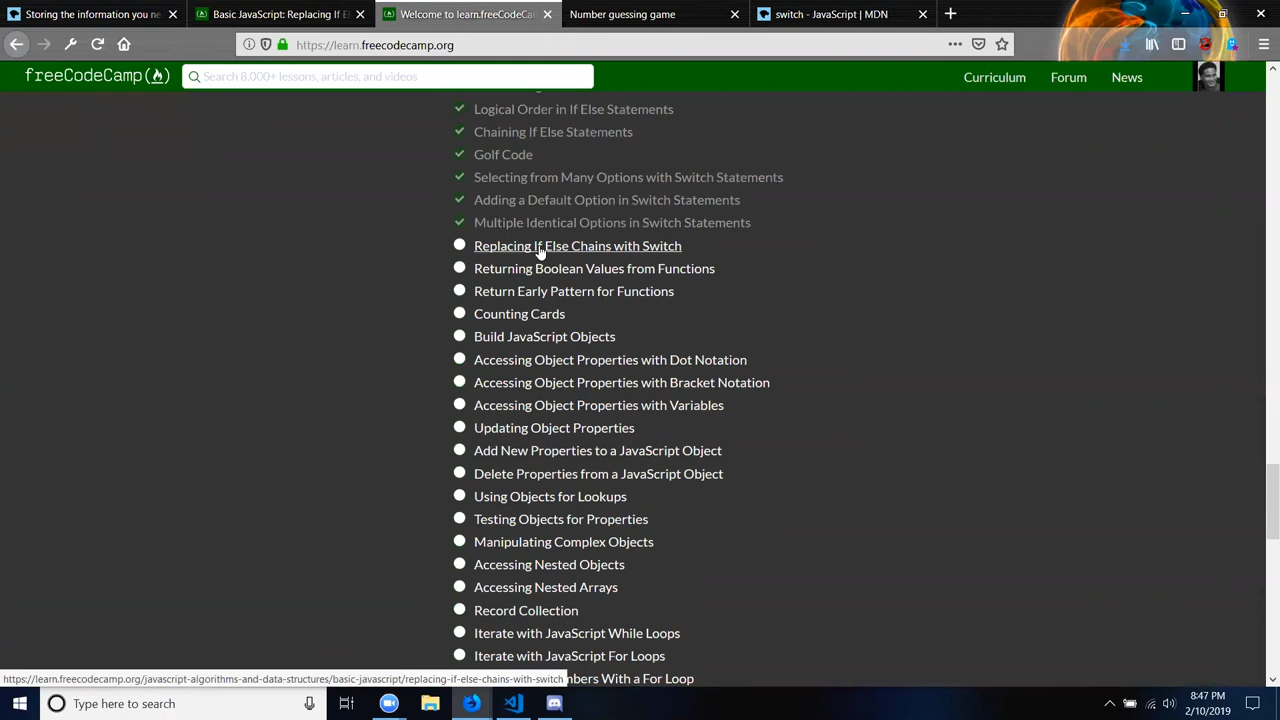 Storing the information you ne
Basic JavaScript: Replacing If E
Welcome to learn.freeCodeCam
Number guessing game
switch - JavaScript | MDN
https://learn.freecodecamp.org
freeCodeCamp
Search 8,000+ lessons, articles, and videos
Curriculum
Forum
News
Logical Order in If Else Statements
Chaining If Else Statements
Golf Code
Selecting from Many Options with Switch Statements
Adding a Default Option in Switch Statements
Multiple Identical Options in Switch Statements
Replacing If Else Chains with Switch
Returning Boolean Values from Functions
Return Early Pattern for Functions
Counting Cards
Build JavaScript Objects
Accessing Object Properties with Dot Notation
Accessing Object Properties with Bracket Notation
Accessing Object Properties with Variables
Updating Object Properties
Add New Properties to a JavaScript Object
Delete Properties from a JavaScript Object
Using Objects for Lookups
Testing Objects for Properties
Manipulating Complex Objects
Accessing Nested Objects
Accessing Nested Arrays
Record Collection
Iterate with JavaScript While Loops
Iterate with JavaScript For Loops
mbers With a For Loop
https://learn.freecodecamp.org/javascript-algorithms-and-data-structures/basic-javascript/replacing-if-else-chains-with-switch
Type here to search
8:47 PM
2/10/2019